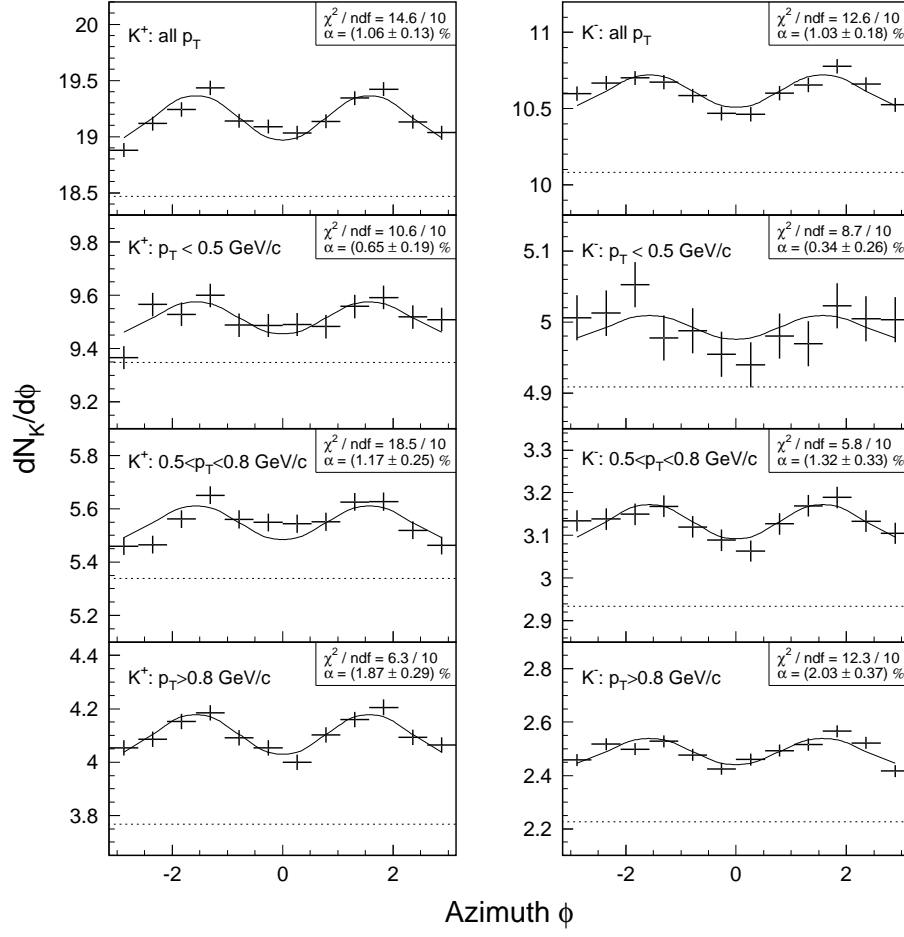 20
19.5
19
18.5
K⁺: all p_T
χ² / ndf = 14.6 / 10
α = (1.06 ± 0.13) %
11
10.5
10
K⁻: all p_T
χ² / ndf = 12.6 / 10
α = (1.03 ± 0.18) %
9.8
9.6
9.4
9.2
K⁺: p_T < 0.5 GeV/c
χ² / ndf = 10.6 / 10
α = (0.65 ± 0.19) %
5.1
5
4.9
K⁻: p_T < 0.5 GeV/c
χ² / ndf = 8.7 / 10
α = (0.34 ± 0.26) %
5.8
5.6
5.4
5.2
K⁺: 0.5<p_T<0.8 GeV/c
χ² / ndf = 18.5 / 10
α = (1.17 ± 0.25) %
3.3
3.2
3.1
3
2.9
K⁻: 0.5<p_T<0.8 GeV/c
χ² / ndf = 5.8 / 10
α = (1.32 ± 0.33) %
4.4
4.2
4
3.8
K⁺: p_T>0.8 GeV/c
χ² / ndf = 6.3 / 10
α = (1.87 ± 0.29) %
2.8
2.6
2.4
2.2
K⁻: p_T>0.8 GeV/c
χ² / ndf = 12.3 / 10
α = (2.03 ± 0.37) %
-2 0 2
-2 0 2
dN_K/dϕ
Azimuth ϕ